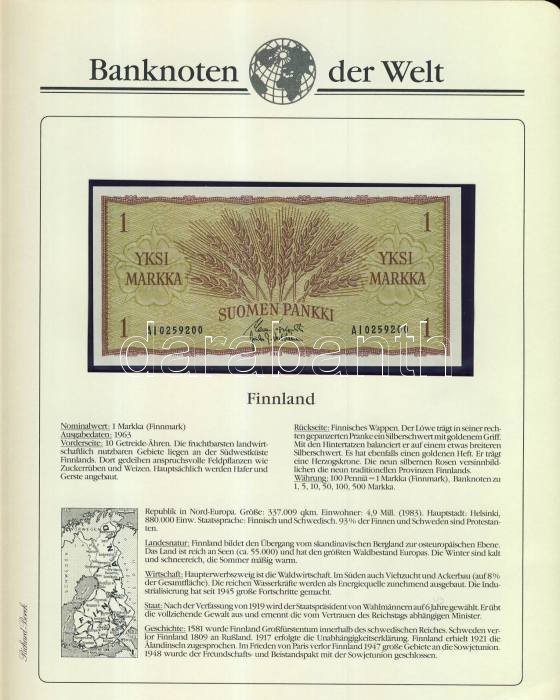 Banknoten der Welt
1 1
YKSI YKSI
MARKKA MARKKA
SUOMEN PANKKI
1 AI0259200 AI0259200 1
darabanth
Finnland
Nominalwert: 1 Markka (Finnmark)
Ausgabedaten: 1963
Vorderseite: 10 Getreide-Ähren. Die fruchtbarsten landwirt-
schaftlich nutzbaren Gebiete liegen an der Südwestküste
Finnlands. Dort gedeihen anspruchsvolle Feldpflanzen wie
Zuckerrüben und Weizen. Hauptsächlich werden Hafer und
Gerste angebaut.
Rückseite: Finnisches Wappen. Der Löwe trägt in seiner rech-
ten gepanzerten Pranke ein Silberschwert mit goldenem Griff.
Mit den Hintertatzen balanciert er auf einem etwas breiteren
Silberschwert. Es hat ebenfalls einen goldenen Heft. Er trägt
eine Herzogskrone. Die neun silbernen Rosen versinnbild-
lichen die neun traditionellen Provinzen Finnlands.
Währung: 100 Penniä = 1 Markka (Finnmark), Banknoten zu
1, 5, 10, 50, 100, 500 Markka.
Republik in Nord-Europa. Größe: 337.009 qkm. Einwohner: 4,9 Mill. (1983). Hauptstadt: Helsinki,
880.000 Einw. Staatssprache: Finnisch und Schwedisch. 93% der Finnen und Schweden sind Protestan-
ten.
Landesnatur: Finnland bildet den Übergang vom skandinavischen Bergland zur osteuropäischen Ebene.
Das Land ist reich an Seen (ca. 55.000) und hat den größten Waldbestand Europas. Die Winter sind kalt
und schneereich, die Sommer mäßig warm.
Wirtschaft: Haupterwerbszweig ist die Waldwirtschaft. Im Süden auch Viehzucht und Ackerbau (auf 8%
der Gesamtfläche). Die reichen Wasserkräfte werden als Energiequelle zunehmend ausgebaut. Die Indu-
strialisierung hat seit 1945 große Fortschritte gemacht.
Staat: Nach der Verfassung von 1919 wird der Staatspräsident von Wahlmännern auf 6 Jahre gewählt. Er übt
die vollziehende Gewalt aus und ernennt die vom Vertrauen des Reichstags abhängigen Minister.
Geschichte: 1581 wurde Finnland Großfürstentum innerhalb des schwedischen Reiches. Schweden ver-
lor Finnland 1809 an Rußland. 1917 erfolgte die Unabhängigkeitserklärung. Finnland erhielt 1921 die
Ålandinseln zugesprochen. Im Frieden von Paris verlor Finnland 1947 große Gebiete an die Sowjetunion.
1948 wurde der Freundschafts- und Beistandspakt mit der Sowjetunion geschlossen.
NORWEGEN
SCHWEDEN
Richard Borek